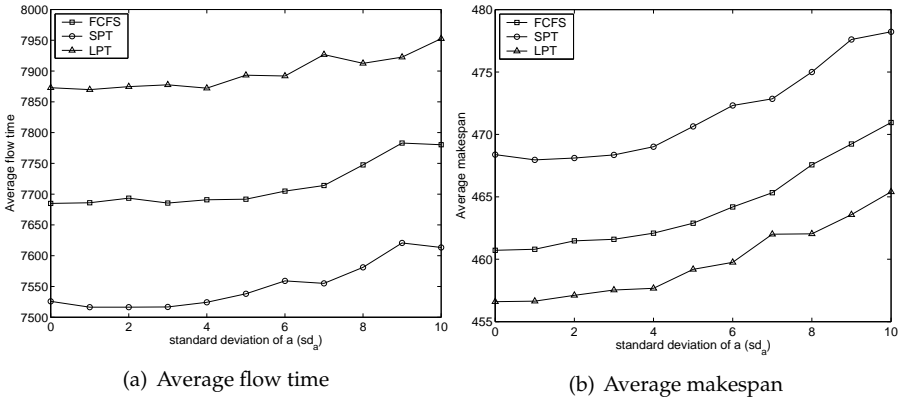 8000
7950
7900
7850
7800
7750
7700
7650
7600
7550
7500
Average flow time
FCFS
SPT
LPT
0 2 4 6 8 10
standard deviation of a (sd_a)
(a) Average flow time
480
475
470
465
460
455
Average makespan
FCFS
SPT
LPT
0 2 4 6 8 10
standard deviation of a (sd_a)
(b) Average makespan